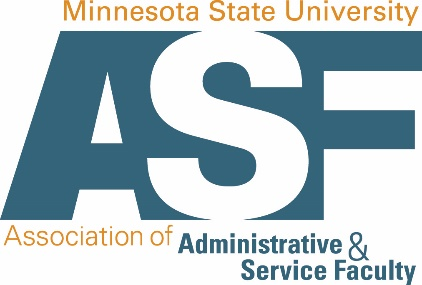 Minnesota State University
ASF
Association of Administrative &
Service Faculty